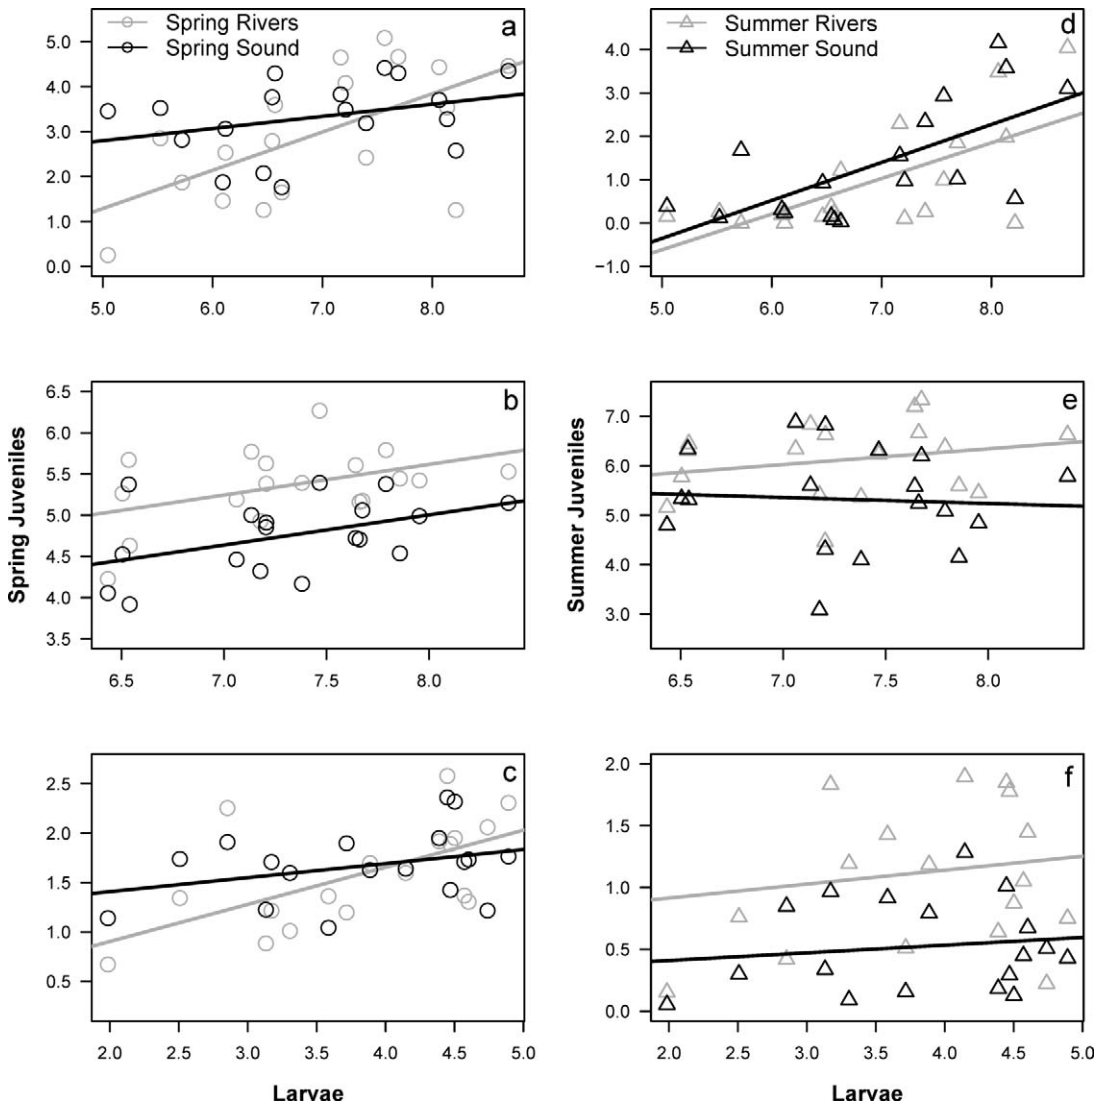 Spring Rivers
Spring Sound
a
5.0
4.0
3.0
2.0
1.0
0.0
5.0 6.0 7.0 8.0
Summer Rivers
Summer Sound
d
4.0
3.0
2.0
1.0
0.0
−1.0
5.0 6.0 7.0 8.0
Spring Juveniles
b
6.5
6.0
5.5
5.0
4.5
4.0
3.5
6.5 7.0 7.5 8.0
Summer Juveniles
e
7.0
6.0
5.0
4.0
3.0
6.5 7.0 7.5 8.0
c
2.5
2.0
1.5
1.0
0.5
2.0 2.5 3.0 3.5 4.0 4.5 5.0
Larvae
f
2.0
1.5
1.0
0.5
0.0
2.0 2.5 3.0 3.5 4.0 4.5 5.0
Larvae